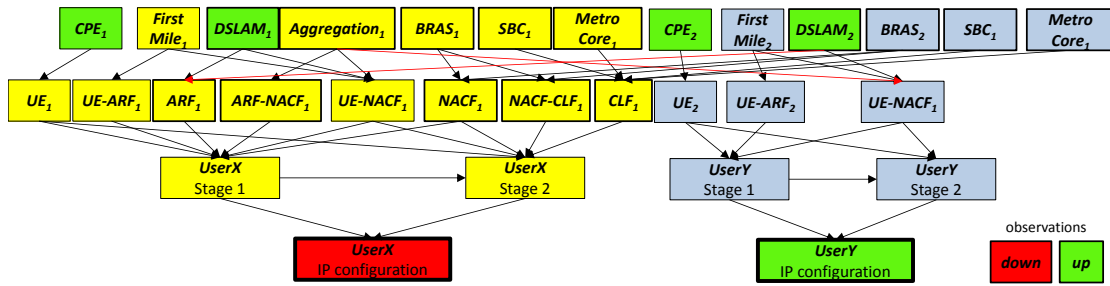 CPE1
First Mile1
DSLAM1
Aggregation1
BRAS1
SBC1
Metro Core1
CPE2
First Mile2
DSLAM2
BRAS2
SBC1
Metro Core1
UE1
UE-ARF1
ARF1
ARF-NACF1
UE-NACF1
NACF1
NACF-CLF1
CLF1
UE2
UE-ARF2
UE-NACF1
UserX
Stage 1
UserX
Stage 2
UserY
Stage 1
UserY
Stage 2
UserX
IP configuration
UserY
IP configuration
observations
down
up